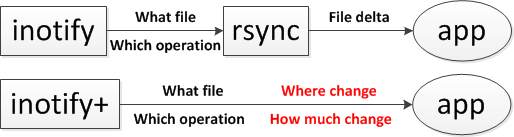 inotify
What file
Which operation
rsync
File delta
app
inotify+
What file
Which operation
Where change
How much change
app